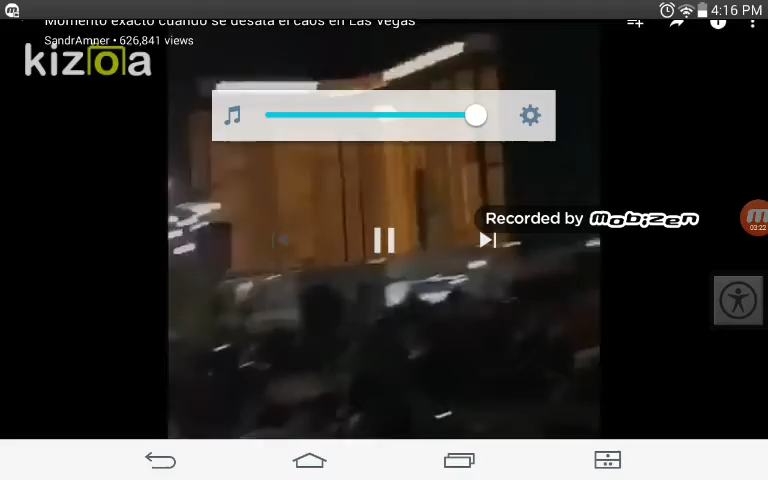 4:16 PM
Momento exacto cuando se desata el caos en Las Vegas
SandrAmper • 626,841 views
kizoa
Recorded by Mobizen
03:22